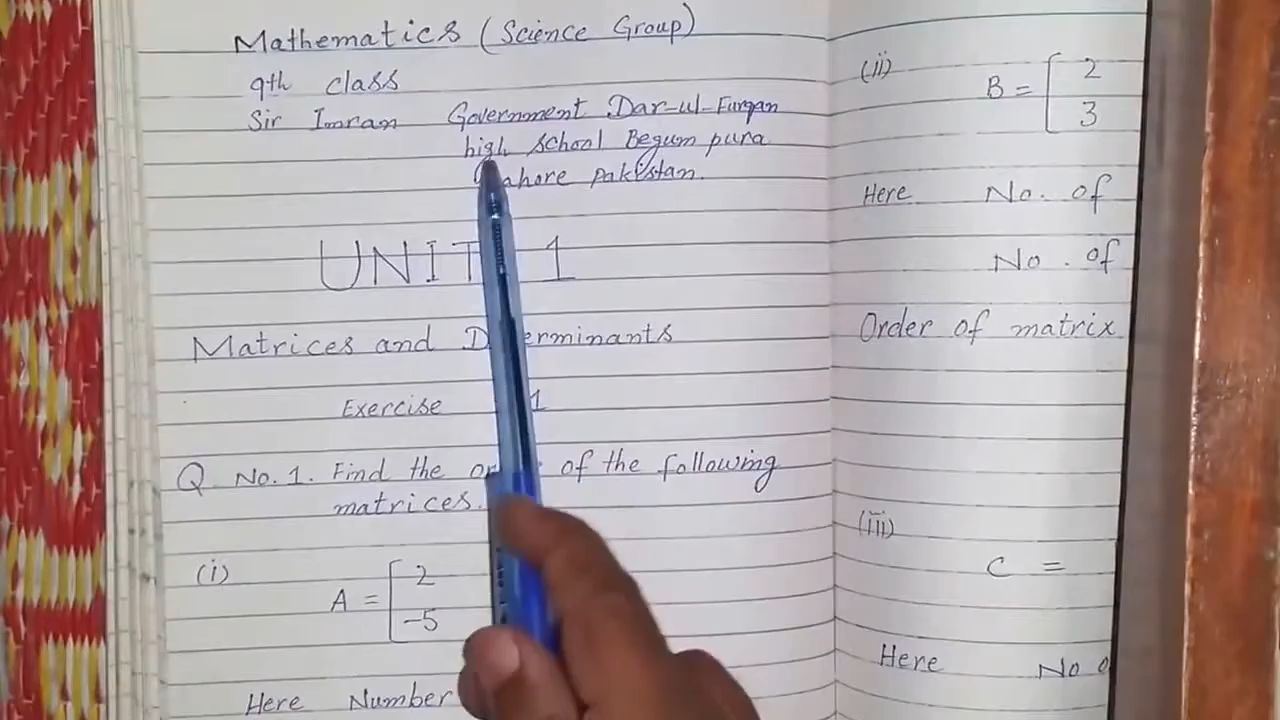 Mathematics (Science Group)
9th class
Sir Imran Government Dar-ul-Furqan
high School Begum pura
Lahore Pakistan.
UNIT 1
Matrices and Determinants
Exercise 1
Q No. 1. Find the of the following
matrices.
(i)
A = [ 2
-5
Here Number
(ii)
B = [ 2
3
Here No. of
No. of
Order of matrix
(iii)
C =
Here No